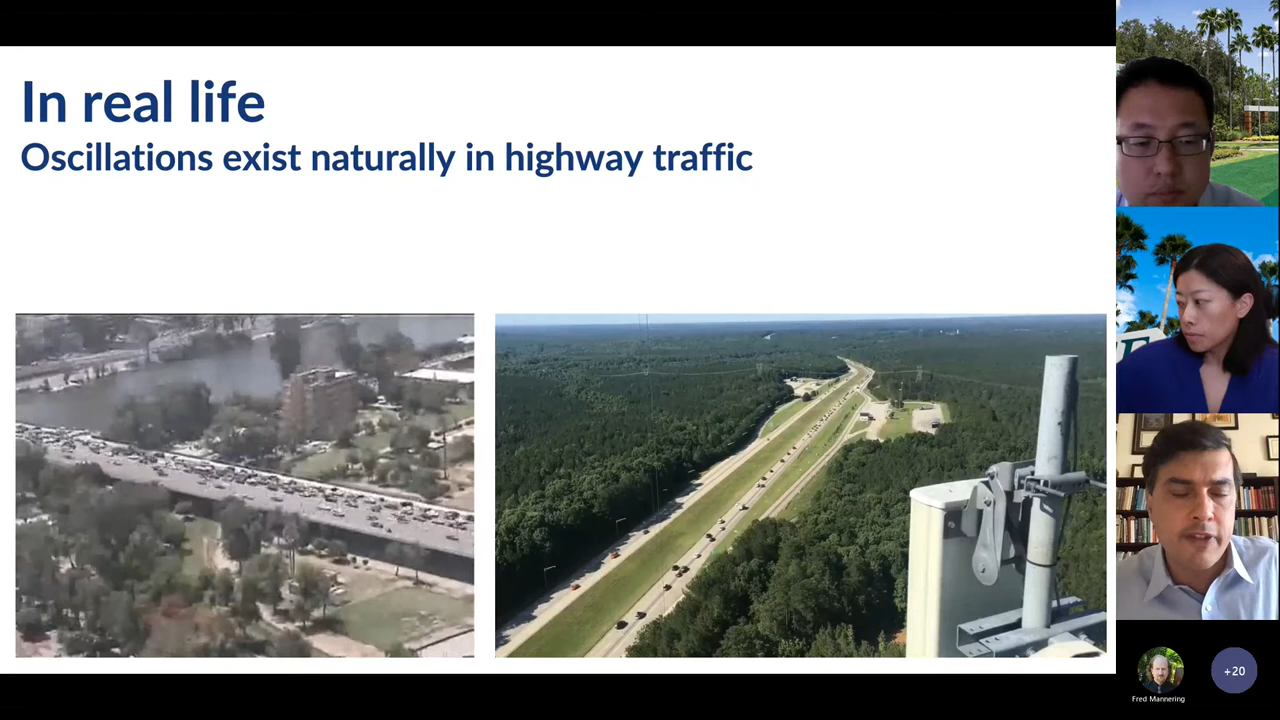 In real life
Oscillations exist naturally in highway traffic
Fred Mannering
+20